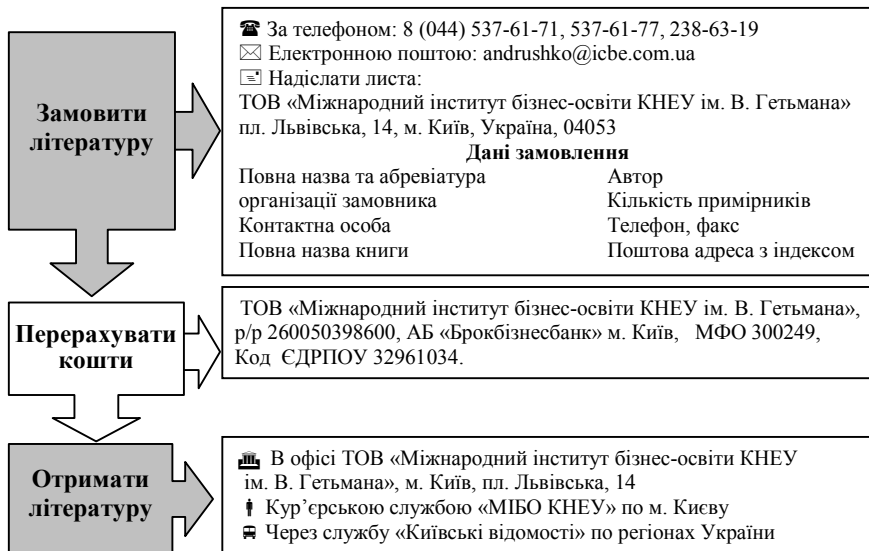 Замовити
літературу
☎ За телефоном: 8 (044) 537-61-71, 537-61-77, 238-63-19
✉ Електронною поштою: andrushko@icbe.com.ua
Надіслати листа:
ТОВ «Міжнародний інститут бізнес-освіти КНЕУ ім. В. Гетьмана»
пл. Львівська, 14, м. Київ, Україна, 04053
Дані замовлення
Повна назва та абревіатура
організації замовника
Контактна особа
Повна назва книги
Автор
Кількість примірників
Телефон, факс
Поштова адреса з індексом
Перерахувати
кошти
ТОВ «Міжнародний інститут бізнес-освіти КНЕУ ім. В. Гетьмана»,
р/р 260050398600, АБ «Брокбізнесбанк» м. Київ, МФО 300249,
Код ЄДРПОУ 32961034.
Отримати
літературу
В офісі ТОВ «Міжнародний інститут бізнес-освіти КНЕУ
ім. В. Гетьмана», м. Київ, пл. Львівська, 14
Кур’єрською службою «МІБО КНЕУ» по м. Києву
Через службу «Київські відомості» по регіонах України